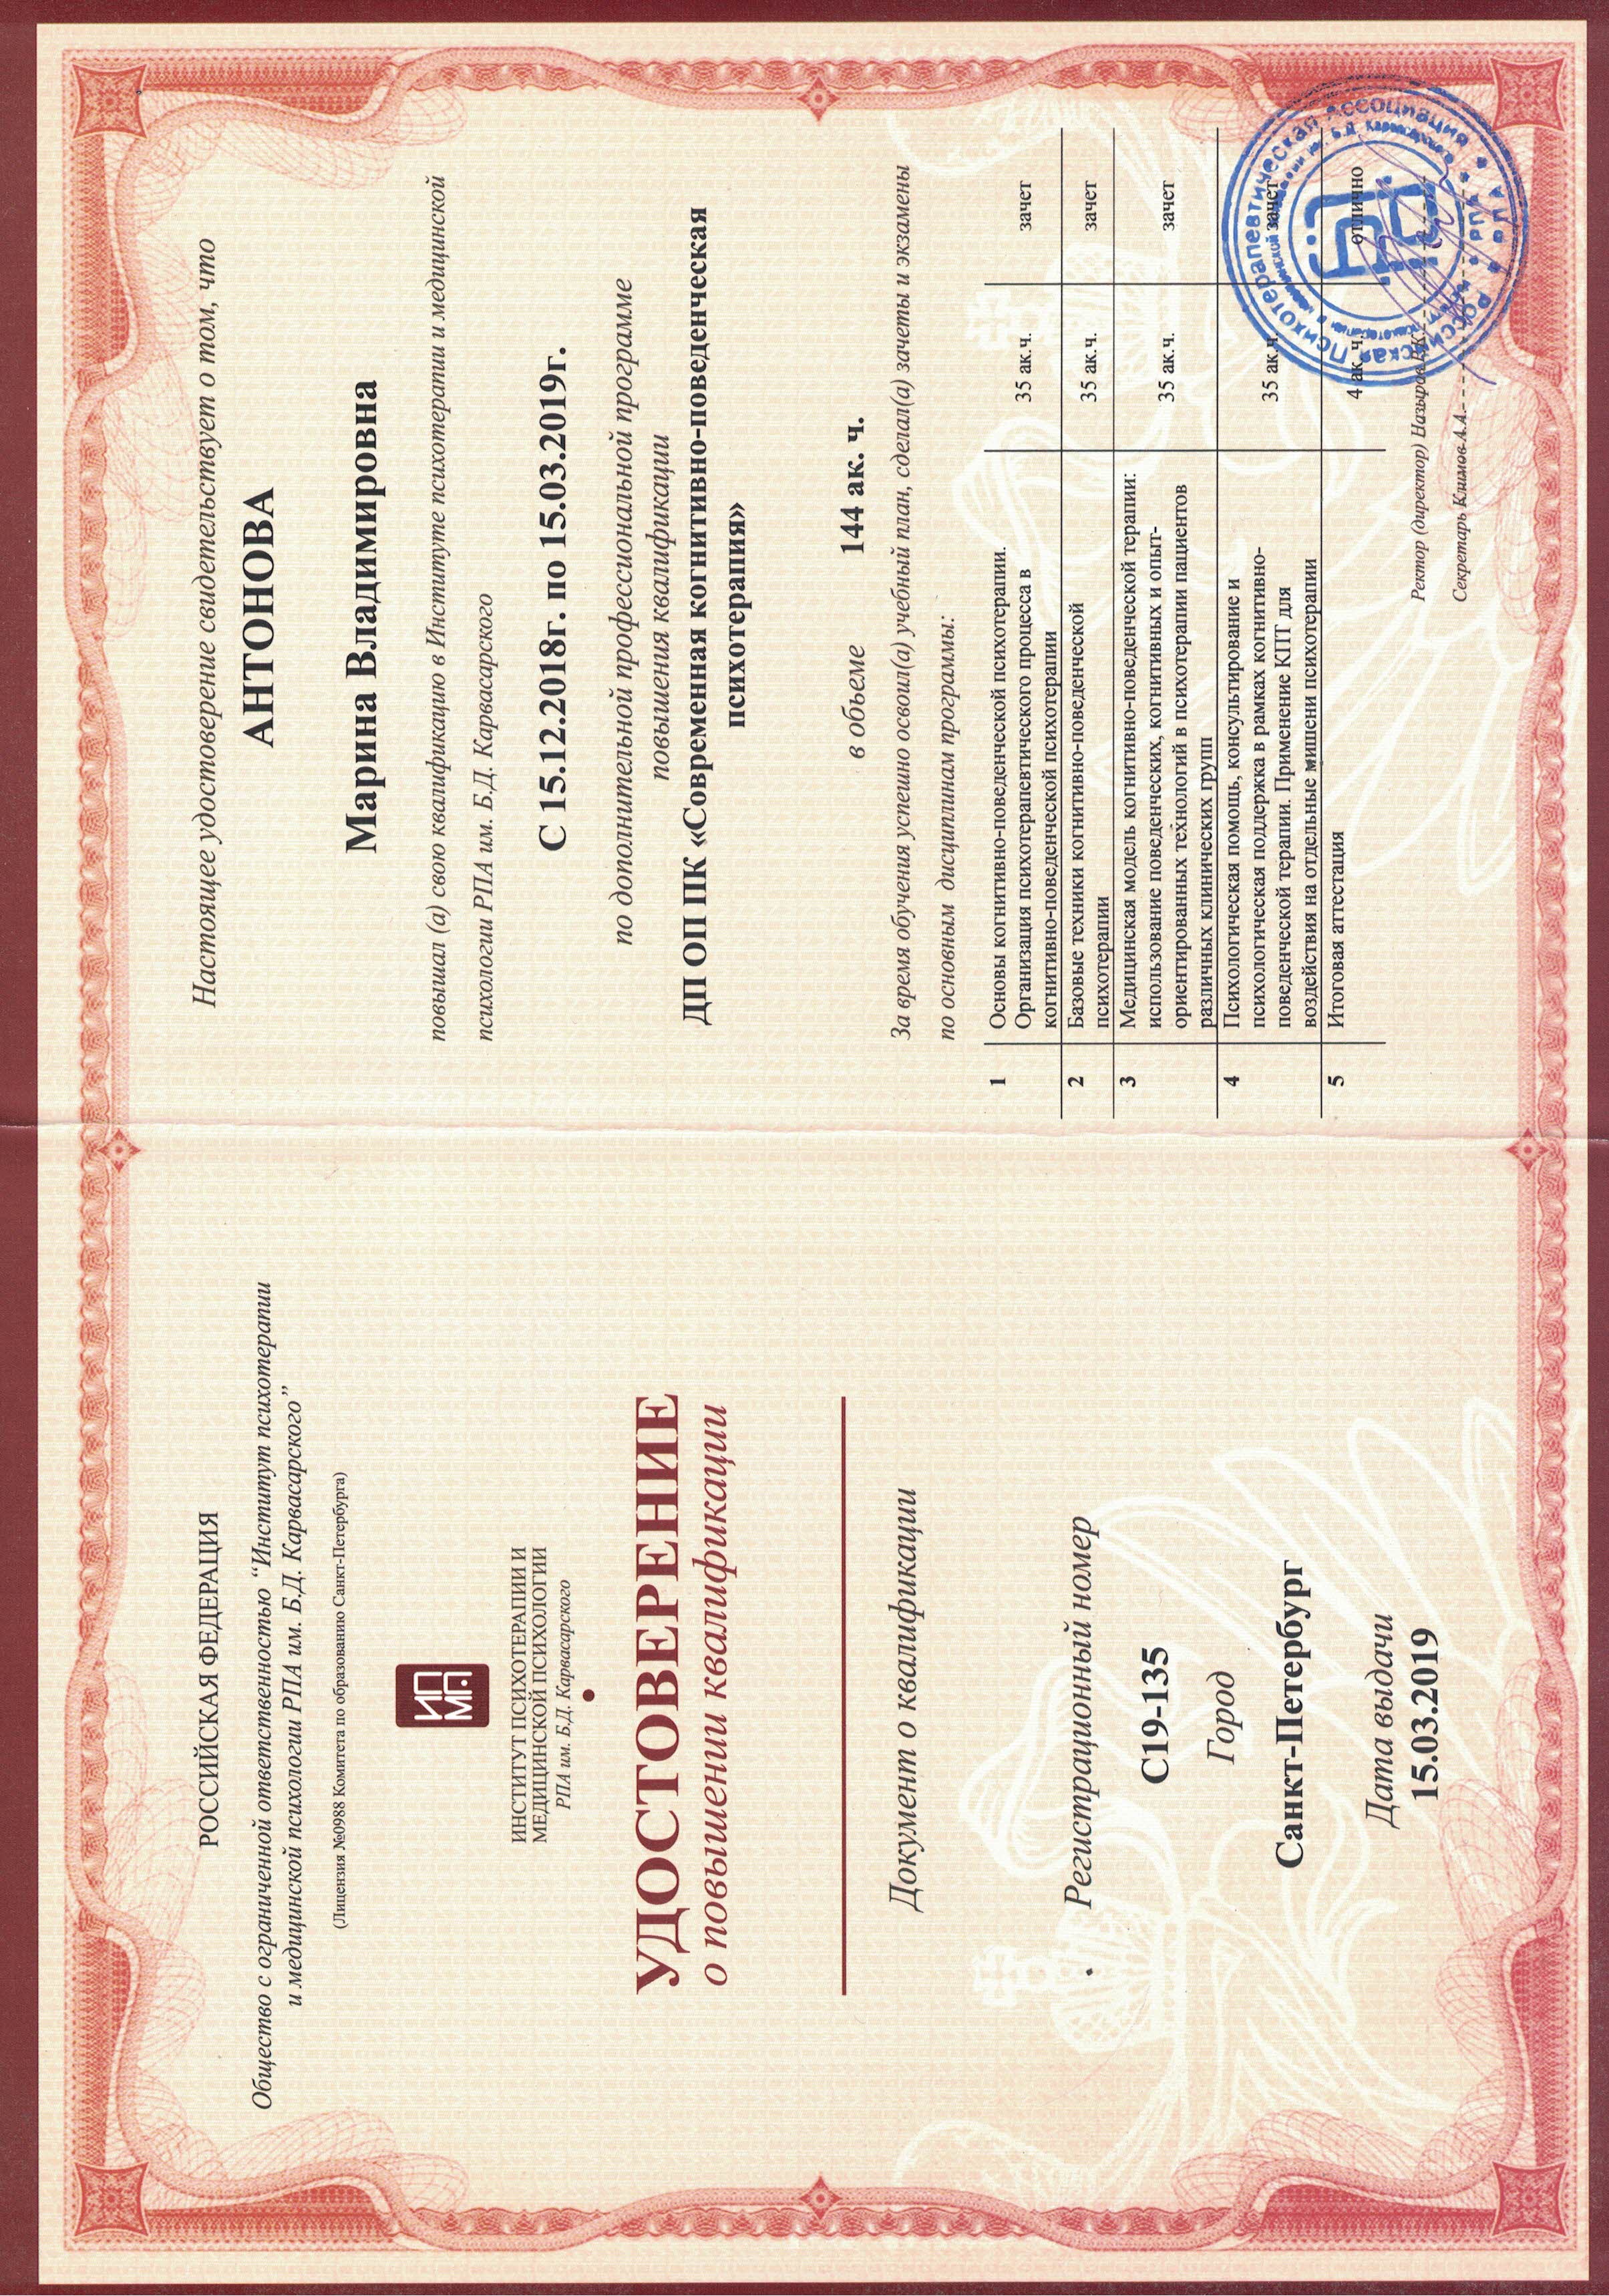 РОССИЙСКАЯ ФЕДЕРАЦИЯ
Общество с ограниченной ответственностью “Институт психотерапии
и медицинской психологии РПА им. Б.Д. Карвасарского”
(Лицензия №0988 Комитета по образованию Санкт-Петербурга)
ИП
МП
ИНСТИТУТ ПСИХОТЕРАПИИ И
МЕДИЦИНСКОЙ ПСИХОЛОГИИ
РПА им. Б.Д. Карвасарского
УДОСТОВЕРЕНИЕ
о повышении квалификации
Документ о квалификации
Регистрационный номер
С19-135
Город
Санкт-Петербург
Дата выдачи
15.03.2019
Настоящее удостоверение свидетельствует о том, что
АНТОНОВА
Марина Владимировна
повышал (а) свою квалификацию в Институте психотерапии и медицинской
психологии РПА им. Б.Д. Карвасарского
С 15.12.2018г. по 15.03.2019г.
по дополнительной профессиональной программе
повышения квалификации
ДП ОП ПК «Современная когнитивно-поведенческая
психотерапия»
в объеме 144 ак. ч.
За время обучения успешно освоил(а) учебный план, сделал(а) зачеты и экзамены
по основным дисциплинам программы:
1 Основы когнитивно-поведенческой психотерапии. 35 ак.ч. зачет
Организация психотерапевтического процесса в
когнитивно-поведенческой психотерапии
2 Базовые техники когнитивно-поведенческой 35 ак.ч. зачет
психотерапии
3 Медицинская модель когнитивно-поведенческой терапии: 35 ак.ч. зачет
использование поведенческих, когнитивных и опыт-
ориентированных технологий в психотерапии пациентов
различных клинических групп
4 Психологическая помощь, консультирование и 35 ак.ч. зачет
психологическая поддержка в рамках когнитивно-
поведенческой терапии. Применение КПТ для
воздействия на отдельные мишени психотерапии
5 Итоговая аттестация 4 ак. ч. отлично
Ректор (директор) Назыров Р.К.
Секретарь Климов А.А.
Российская Психотерапевтическая Ассоциация
РПА